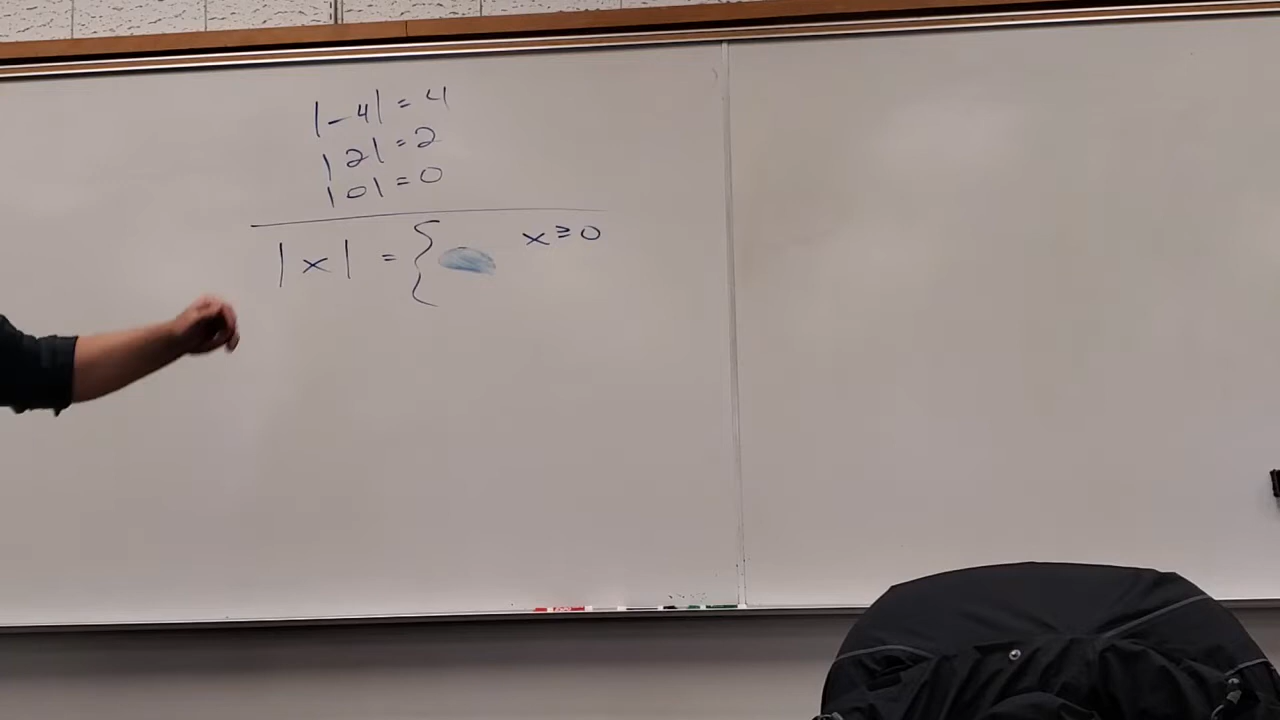 |-4| = 4
|2| = 2
|0| = 0
|x| = { x ≥ 0